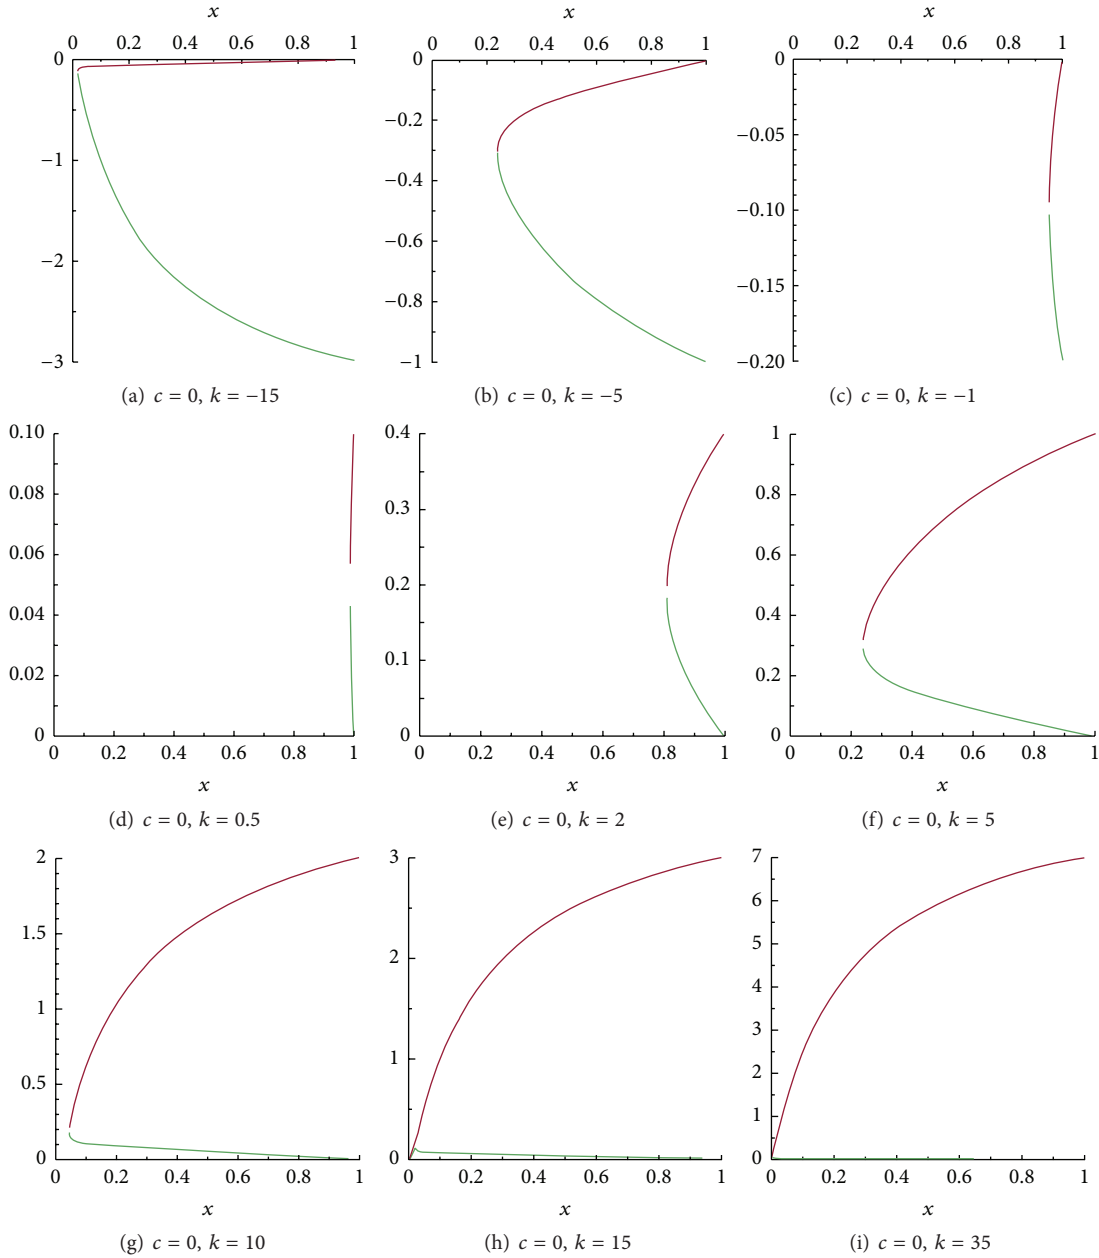 x
x
x
0 0.2 0.4 0.6 0.8 1
0 0.2 0.4 0.6 0.8 1
0 0.2 0.4 0.6 0.8 1
0
−1
−2
−3
0
−0.2
−0.4
−0.6
−0.8
−1
0
−0.05
−0.10
−0.15
−0.20
(a) c = 0, k = −15
(b) c = 0, k = −5
(c) c = 0, k = −1
0.10
0.08
0.06
0.04
0.02
0
0 0.2 0.4 0.6 0.8 1
x
0.4
0.3
0.2
0.1
0
0 0.2 0.4 0.6 0.8 1
x
1
0.8
0.6
0.4
0.2
0
0 0.2 0.4 0.6 0.8 1
x
(d) c = 0, k = 0.5
(e) c = 0, k = 2
(f) c = 0, k = 5
2
1.5
1
0.5
0
0 0.2 0.4 0.6 0.8 1
x
3
2
1
0
0 0.2 0.4 0.6 0.8 1
x
7
6
5
4
3
2
1
0
0 0.2 0.4 0.6 0.8 1
x
(g) c = 0, k = 10
(h) c = 0, k = 15
(i) c = 0, k = 35